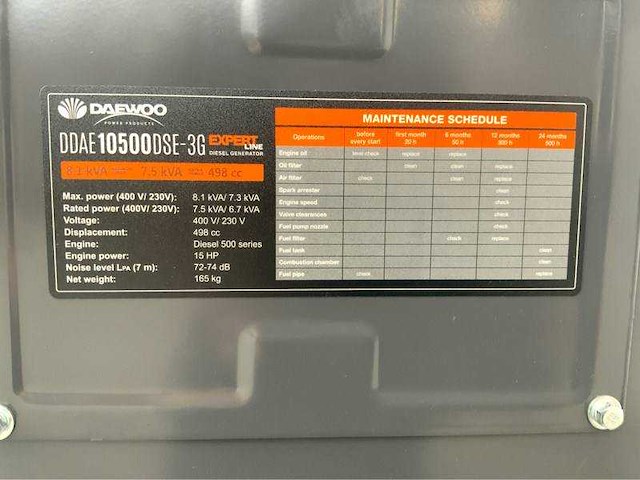 DAEWOO
POWER PRODUCTS
DDAE10500DSE-3G EXPERT LINE
DIESEL GENERATOR
8.1 kVA 7.5 kVA 498 cc
Max. power (400 V/ 230V): 8.1 kVA/ 7.3 kVA
Rated power (400V/ 230V): 7.5 kVA/ 6.7 kVA
Voltage: 400 V/ 230 V
Displacement: 498 cc
Engine: Diesel 500 series
Engine power: 15 HP
Noise level LPA (7 m): 72-74 dB
Net weight: 165 kg
MAINTENANCE SCHEDULE
Operations before every start first month 20 h 6 months 50 h 12 months 300 h 24 months 500 h
Engine oil level check replace replace
Oil filter clean clean replace
Air filter check check replace
Spark arrester clean
Engine speed check
Valve clearances check
Fuel pump nozzle clean
Fuel filter check replace
Fuel tank clean
Combustion chamber clean
Fuel pipe check replace